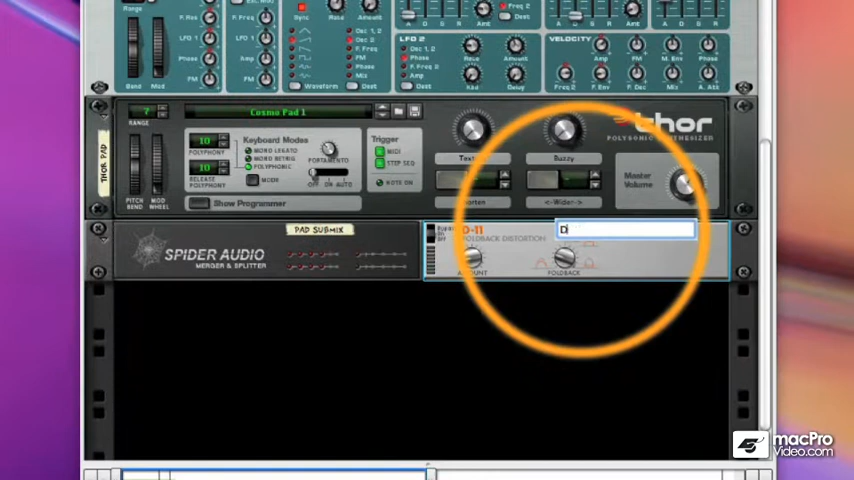 Range
Band Mod
F. Res
LFO 1
Phase
FM
F. Freq
LFO 1
Amp
FM
Sync
Rate Amount
Waveform
Osc 2
F. Freq
FM
Phase
Mix
Dest
A D S R
Amt
Dest
LFO 2
Osc 1,2
Phase
F. Freq 2
Amp
Dest
Rate Amount
Delay
F. Freq 2
A D S R
VELOCITY
Amp FM M. Env Phase
Freq 2 F. Env F. Dec Mix A. Att
THOR PAD
7
RANGE
PITCH BEND
MOD WHEEL
Cosmo Pad 1
10
POLYPHONY
10
RELEASE POLYPHONY
Keyboard Modes
MONO LEGATO
MONO RETRIG
POLYPHONIC
MODE
PORTAMENTO
OFF ON AUTO
Trigger
MIDI
STEP SEQ
NOTE ON
Show Programmer
Buzzy
<-Wider->
thor
POLYSONIC SYNTHESIZER
Master Volume
SPIDER AUDIO
MERGER & SPLITTER
PAD SUBMIX
D-11
FOLDBACK DISTORTION
D
AMOUNT
FOLDBACK
macPro
Video.com